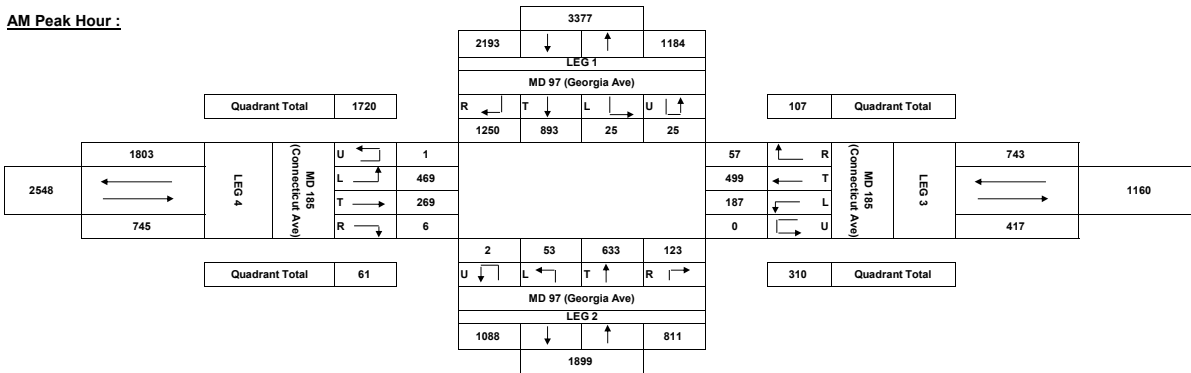 AM Peak Hour :
3377
2193 1184
LEG 1
MD 97 (Georgia Ave)
Quadrant Total 1720
R T L U
107 Quadrant Total
1250 893 25 25
1803
U 1
57 R
743
2548
LEG 4
MD 185
(Connecticut Ave)
L 469
499 T
MD 185
(Connecticut Ave)
LEG 3
1160
T 269
187 L
745
R 6
0 U
417
2 53 633 123
Quadrant Total 61
U L T R
310 Quadrant Total
MD 97 (Georgia Ave)
LEG 2
1088 811
1899